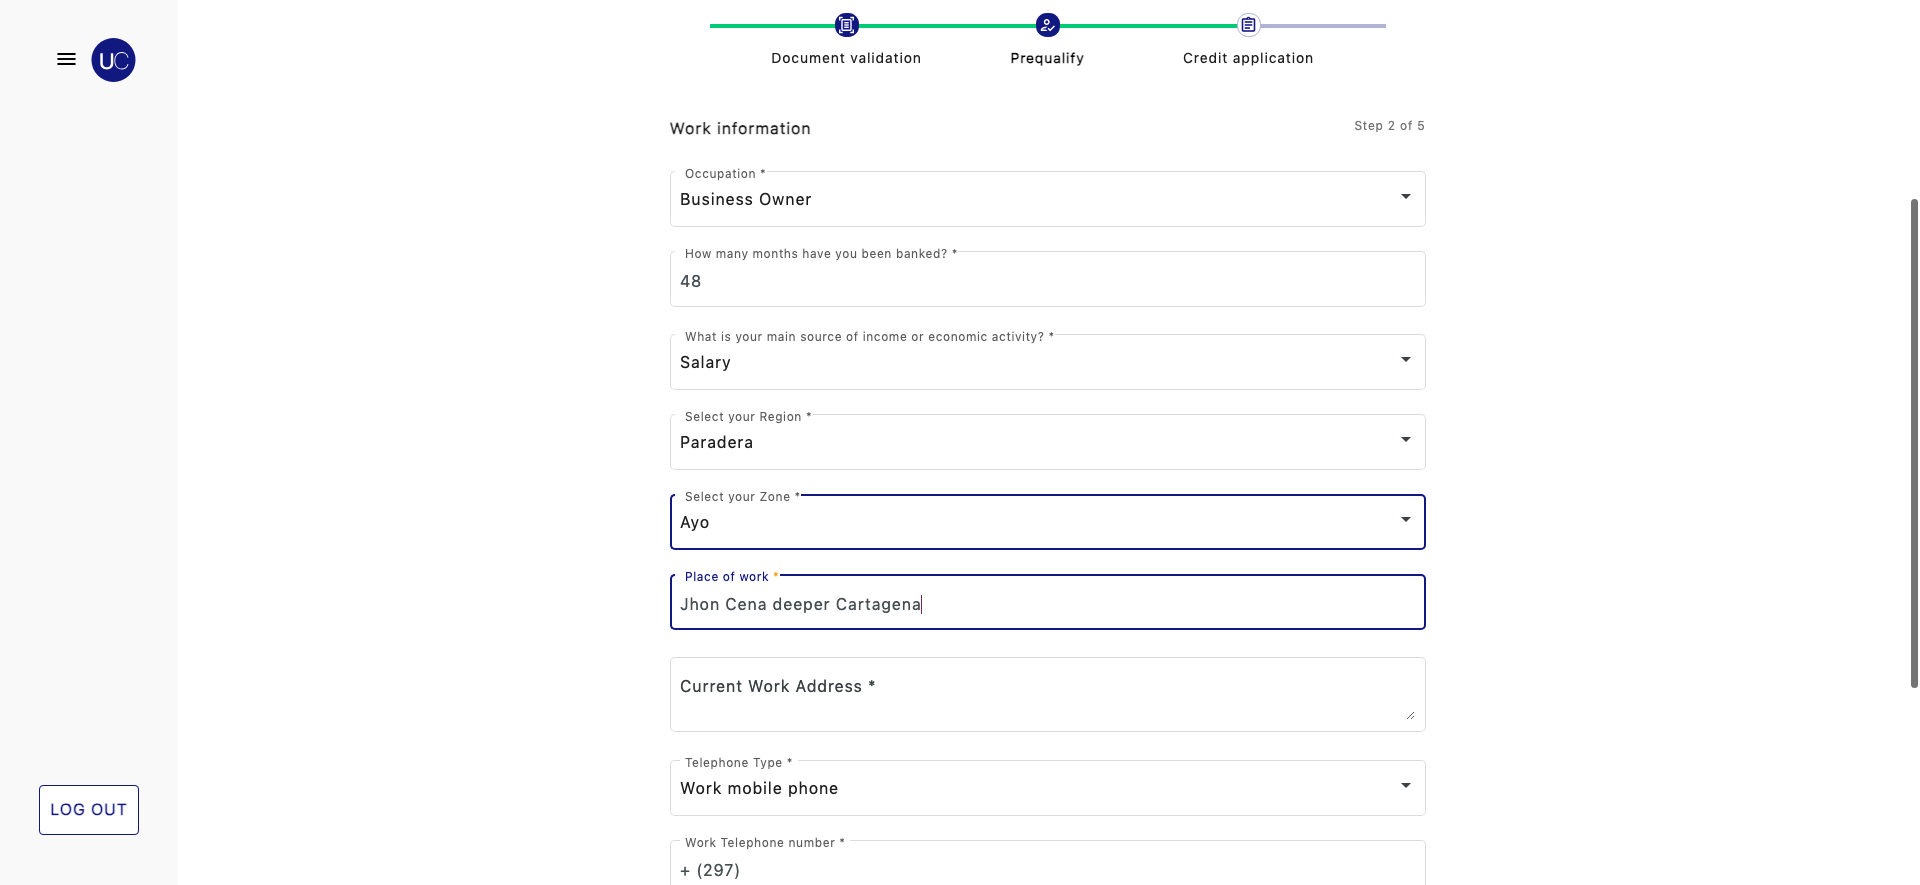 UC
Document validation
Prequalify
Credit application
Work information
Step 2 of 5
Occupation *
Business Owner
How many months have you been banked? *
48
What is your main source of income or economic activity? *
Salary
Select your Region *
Paradera
Select your Zone *
Ayo
Place of work *
Jhon Cena deeper Cartagena
Current Work Address *
Telephone Type *
Work mobile phone
Work Telephone number *
+ (297)
LOG OUT